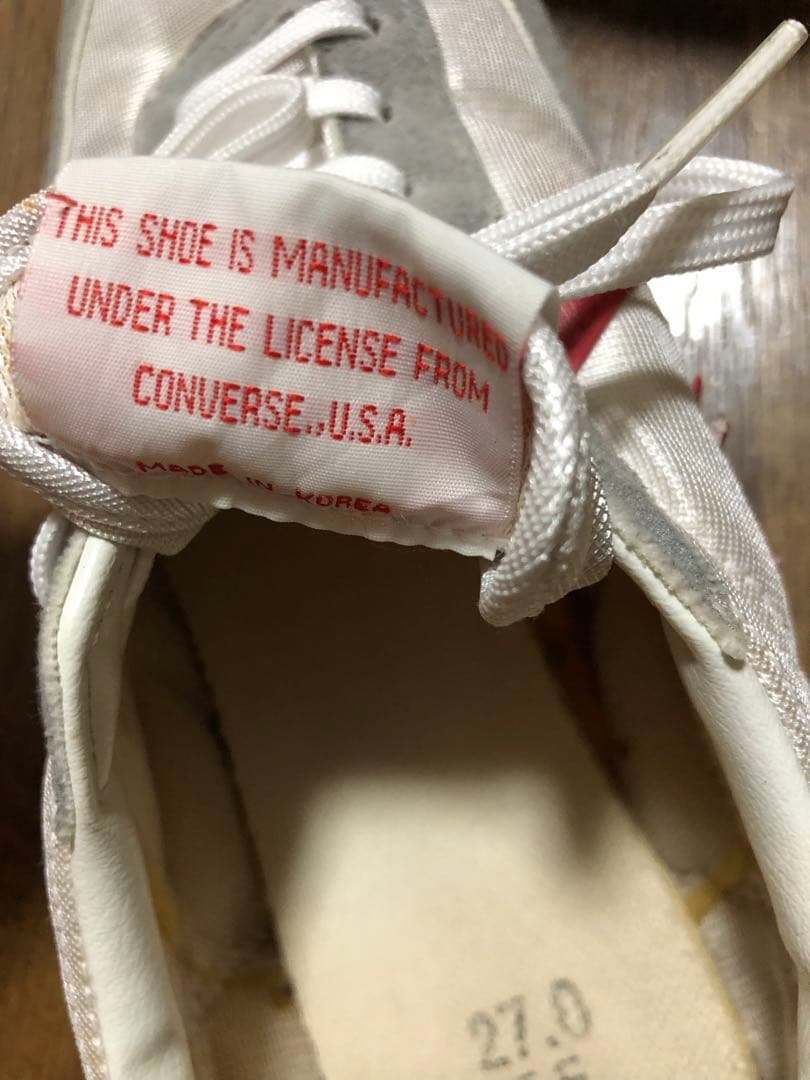 THIS SHOE IS MANUFACTURED
UNDER THE LICENSE FROM
CONVERSE.,U.S.A.
MADE IN KOREA
27.0